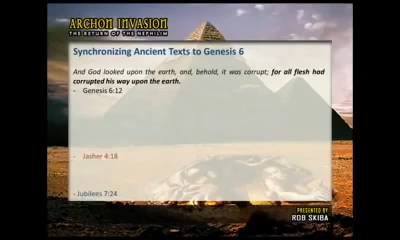 ARCHON INVASION
THE RETURN OF THE NEPHILIM
Synchronizing Ancient Texts to Genesis 6
And God looked upon the earth, and, behold, it was corrupt; for all flesh had
corrupted his way upon the earth.
- Genesis 6:12
- Jasher 4:18
- Jubilees 7:24
PRESENTED BY
ROB SKIBA